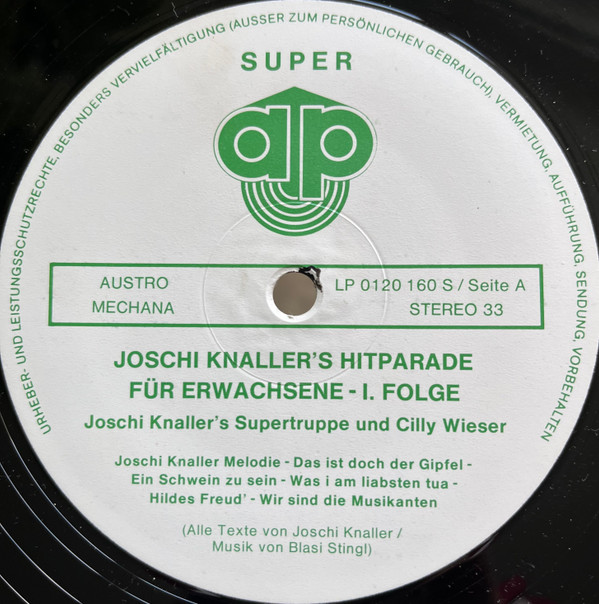 URHEBER- UND LEISTUNGSSCHUTZRECHTE, BESONDERS VERVIELFÄLTIGUNG (AUSSER ZUM PERSÖNLICHEN GEBRAUCH), VERMIETUNG, AUFFÜHRUNG, SENDUNG, VORBEHALTEN
SUPER
ajp
AUSTRO
MECHANA
LP 0120 160 S / Seite A
STEREO 33
JOSCHI KNALLER'S HITPARADE
FÜR ERWACHSENE - I. FOLGE
Joschi Knaller's Supertruppe und Cilly Wieser
Joschi Knaller Melodie - Das ist doch der Gipfel -
Ein Schwein zu sein - Was i am liabsten tua -
Hildes Freud' - Wir sind die Musikanten
(Alle Texte von Joschi Knaller /
Musik von Blasi Stingl)